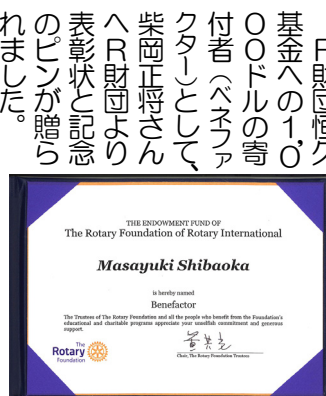 R財団恒久
基金への1,0
00ドルの寄
付者（ベネファ
クター）として、
柴岡正将さん
へR財団より
表彰状と記念
のピンが贈ら
れました。
THE ENDOWMENT FUND OF
The Rotary Foundation of Rotary International
Masayuki Shibaoka
is hereby named
Benefactor
The Trustees of The Rotary Foundation and all the people who benefit from the Foundation's
educational and charitable programs appreciate your unselfish commitment and generous
support.
The
Rotary
Foundation
Chair, The Rotary Foundation Trustees